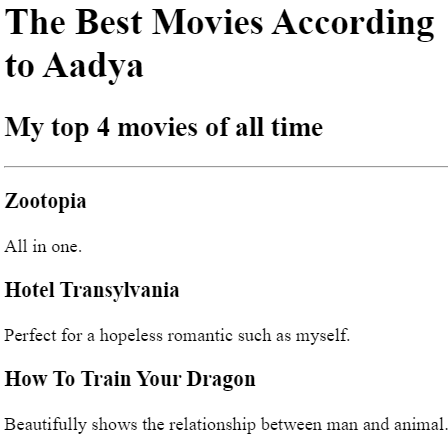 The Best Movies According
to Aadya
My top 4 movies of all time
Zootopia
All in one.
Hotel Transylvania
Perfect for a hopeless romantic such as myself.
How To Train Your Dragon
Beautifully shows the relationship between man and animal.